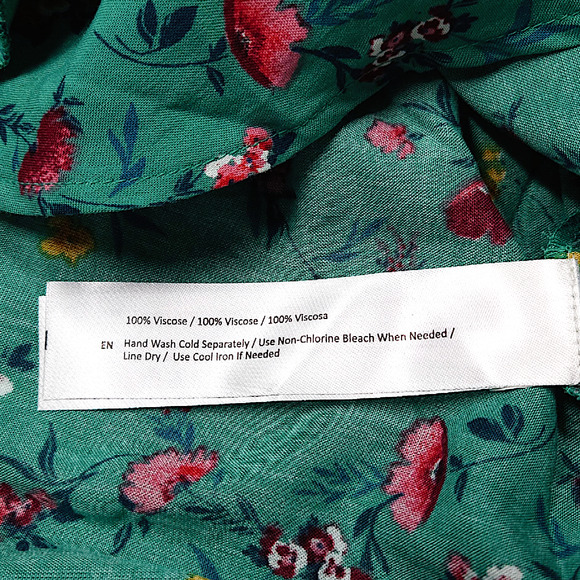 100% Viscose / 100% Viscose / 100% Viscosa
EN Hand Wash Cold Separately / Use Non-Chlorine Bleach When Needed /
Line Dry / Use Cool Iron If Needed